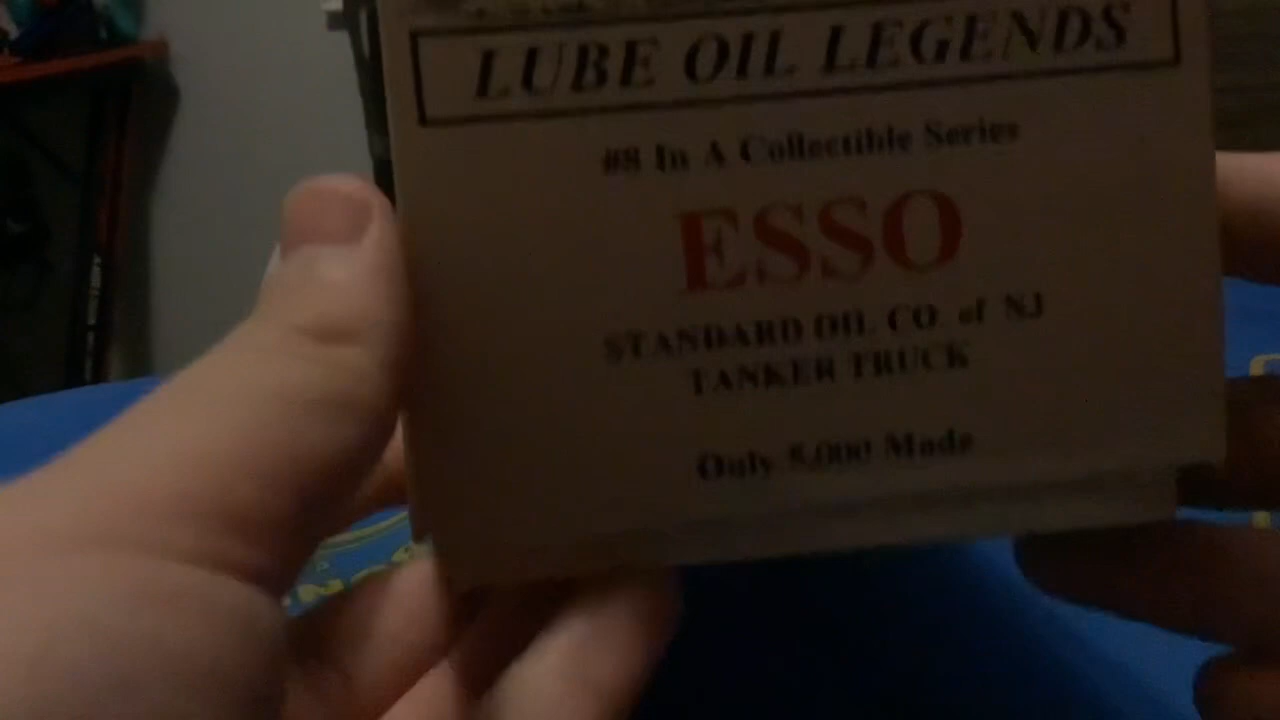 LUBE OIL LEGENDS
#8 In A Collectible Series
ESSO
STANDARD OIL CO of NJ
TANKER TRUCK
Only 5,000 Made